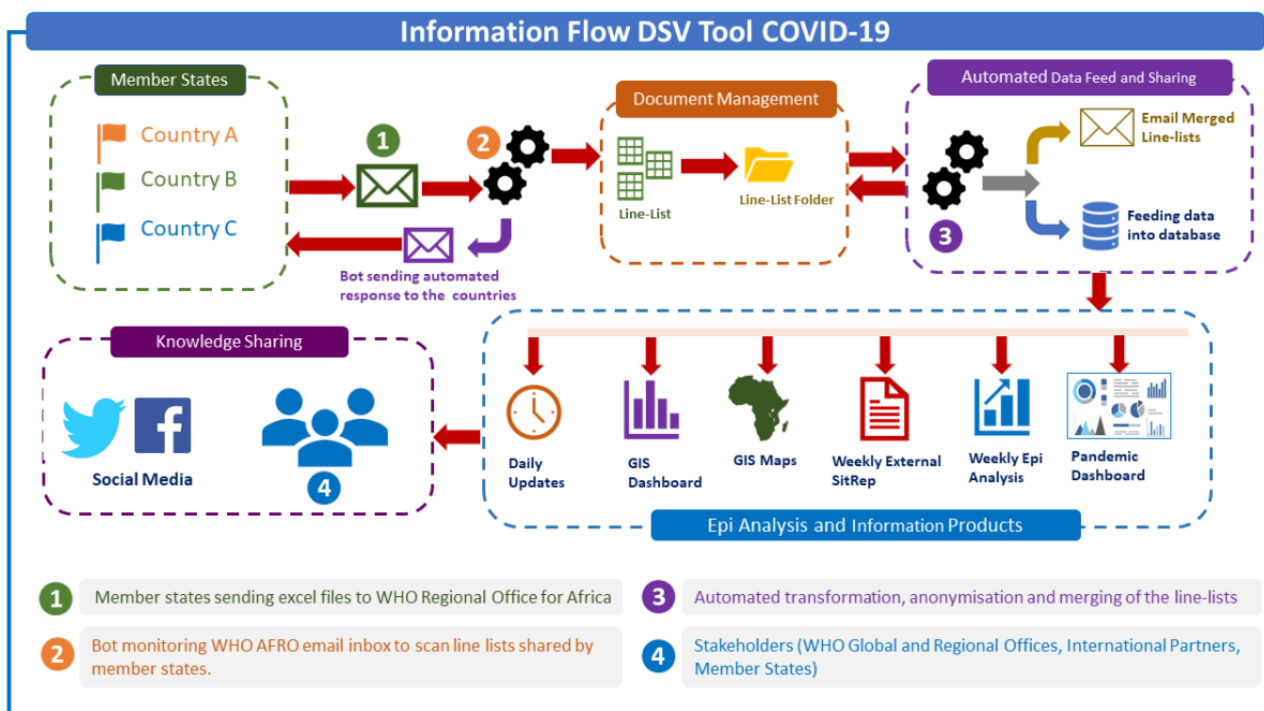 Information Flow DSV Tool COVID-19
Member States
Country A
Country B
Country C
1
2
Bot sending automated
response to the countries
Document Management
Line-List
Line-List Folder
Automated Data Feed and Sharing
3
Email Merged
Line-lists
Feeding data
into database
Knowledge Sharing
Social Media
4
Daily
Updates
GIS
Dashboard
GIS Maps
Weekly External
SitRep
Weekly Epi
Analysis
Pandemic
Dashboard
Epi Analysis and Information Products
1 Member states sending excel files to WHO Regional Office for Africa
2 Bot monitoring WHO AFRO email inbox to scan line lists shared by
member states.
3 Automated transformation, anonymisation and merging of the line-lists
4 Stakeholders (WHO Global and Regional Offices, International Partners,
Member States)